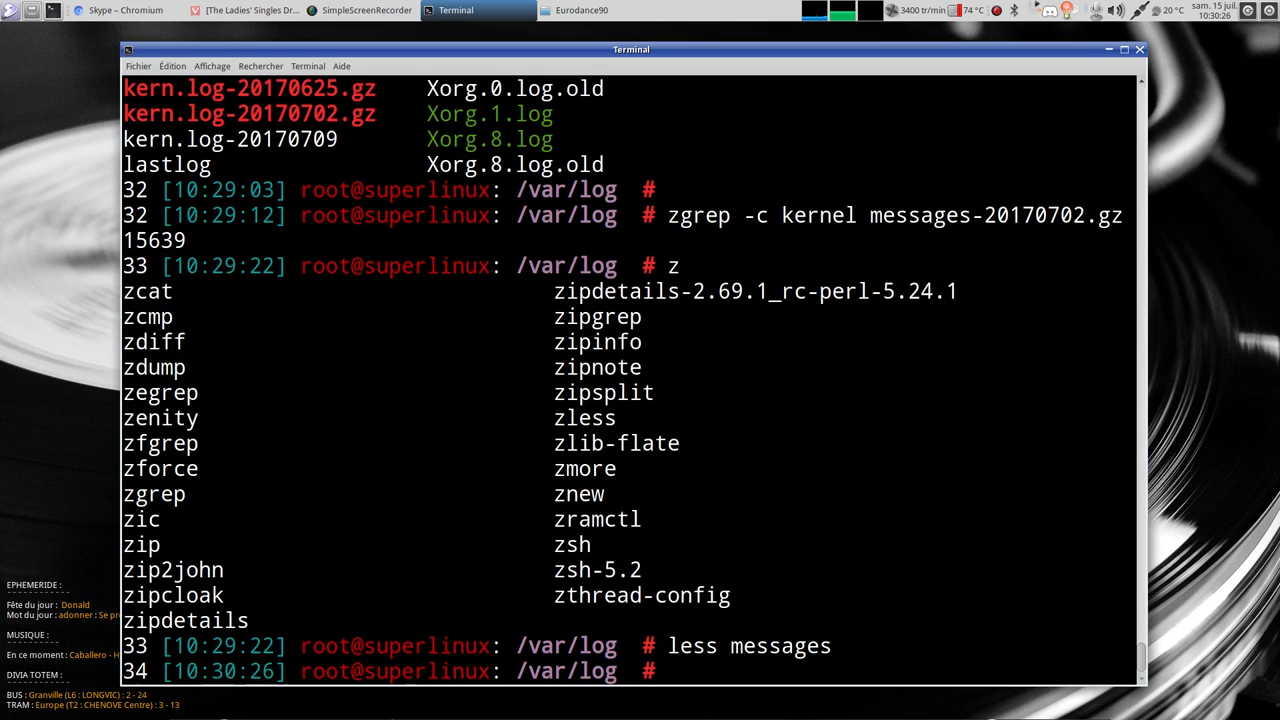 Skype – Chromium
[The Ladies' Singles Dr...
SimpleScreenRecorder
Terminal
Eurodance90
3400 tr/min
74 °C
20 °C
sam. 15 juil.
10:30:26
Terminal
Fichier Édition Affichage Rechercher Terminal Aide
kern.log-20170625.gz Xorg.0.log.old
kern.log-20170702.gz Xorg.1.log
kern.log-20170709 Xorg.8.log
lastlog Xorg.8.log.old
32 [10:29:03] root@superlinux: /var/log #
32 [10:29:12] root@superlinux: /var/log # zgrep -c kernel messages-20170702.gz
15639
33 [10:29:22] root@superlinux: /var/log # z
zcat zipdetails-2.69.1_rc-perl-5.24.1
zcmp zipgrep
zdiff zipinfo
zdump zipnote
zegrep zipsplit
zenity zless
zfgrep zlib-flate
zforce zmore
zgrep znew
zic zramctl
zip zsh
zip2john zsh-5.2
zipcloak zthread-config
zipdetails
33 [10:29:22] root@superlinux: /var/log # less messages
34 [10:30:26] root@superlinux: /var/log #
EPHEMERIDE :
Fête du jour : Donald
Mot du jour : adonner : Se pr
MUSIQUE :
En ce moment : Caballero - H
DIVIA TOTEM :
BUS : Granville (L6 : LONGVIC) : 2 - 24
TRAM : Europe (T2 : CHENOVE Centre) : 3 - 13